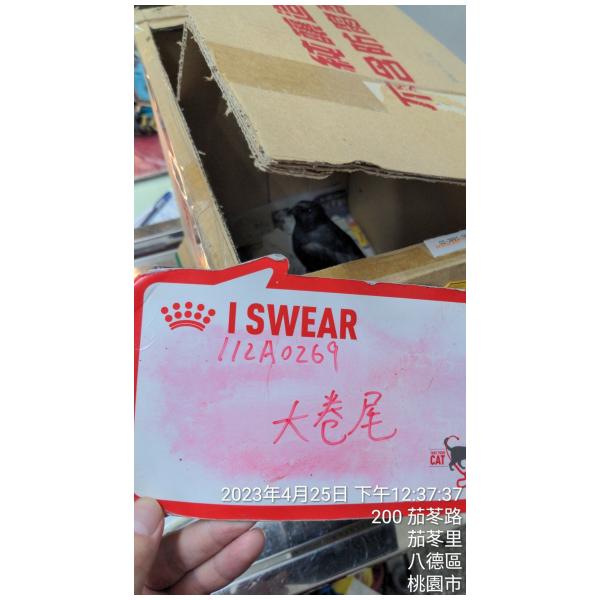 I SWEAR
112A0269
大卷尾
CAT
2023年4月25日 下午12:37:37
200 茄苳路
茄苳里
八德區
桃園市